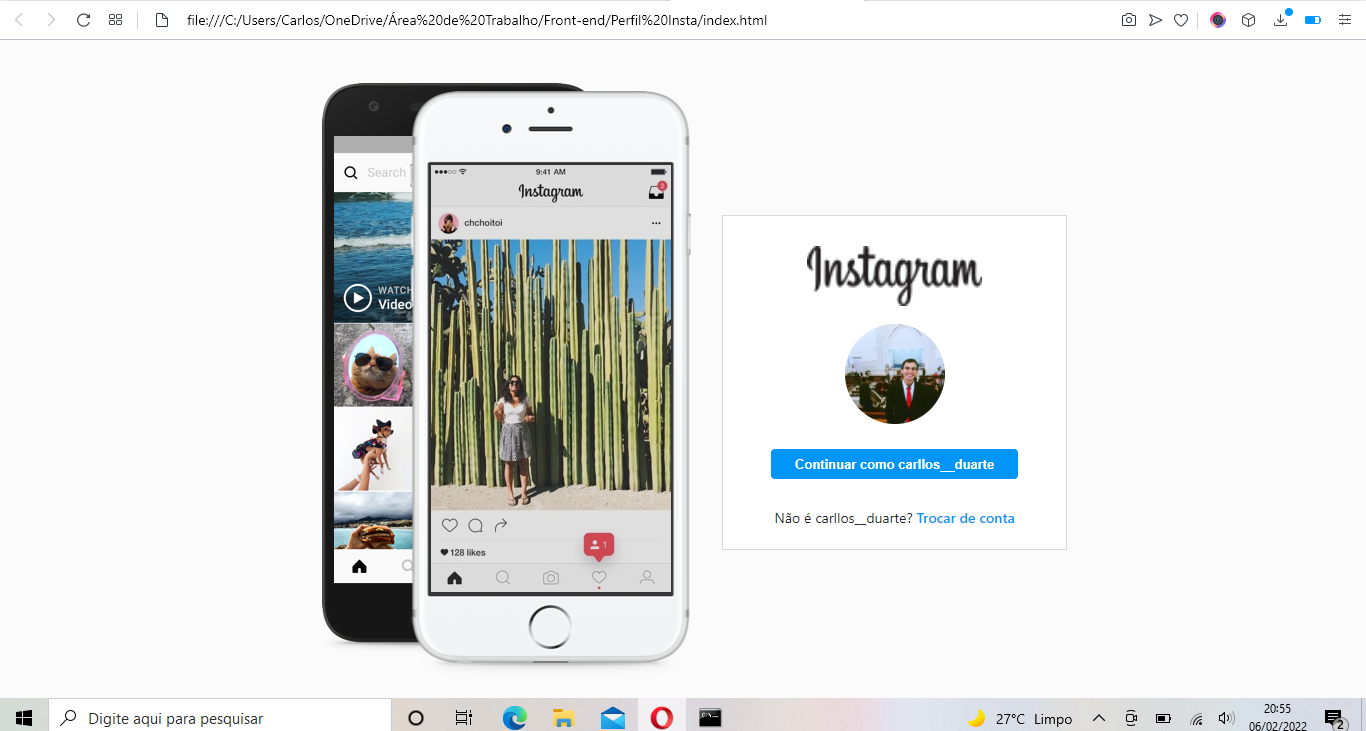 file:///C:/Users/Carlos/OneDrive/Área%20de%20Trabalho/Front-end/Perfil%20Insta/index.html
Search
WATCH
Video
9:41 AM
Instagram
2
chchoitoi
128 likes
1
Instagram
Continuar como carllos__duarte
Não é carllos__duarte? Trocar de conta
Digite aqui para pesquisar
27°C Limpo
20:55
06/02/2022
2